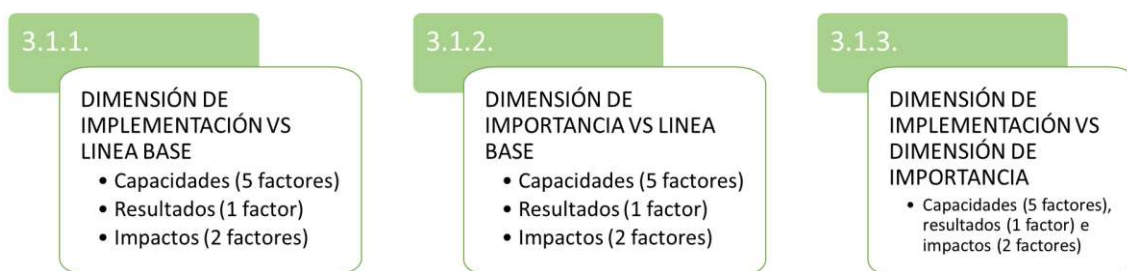 3.1.1.
DIMENSIÓN DE
IMPLEMENTACIÓN VS
LINEA BASE
• Capacidades (5 factores)
• Resultados (1 factor)
• Impactos (2 factores)
3.1.2.
DIMENSIÓN DE
IMPORTANCIA VS LINEA
BASE
• Capacidades (5 factores)
• Resultados (1 factor)
• Impactos (2 factores)
3.1.3.
DIMENSIÓN DE
IMPLEMENTACIÓN VS
DIMENSIÓN DE
IMPORTANCIA
• Capacidades (5 factores),
resultados (1 factor) e
impactos (2 factores)